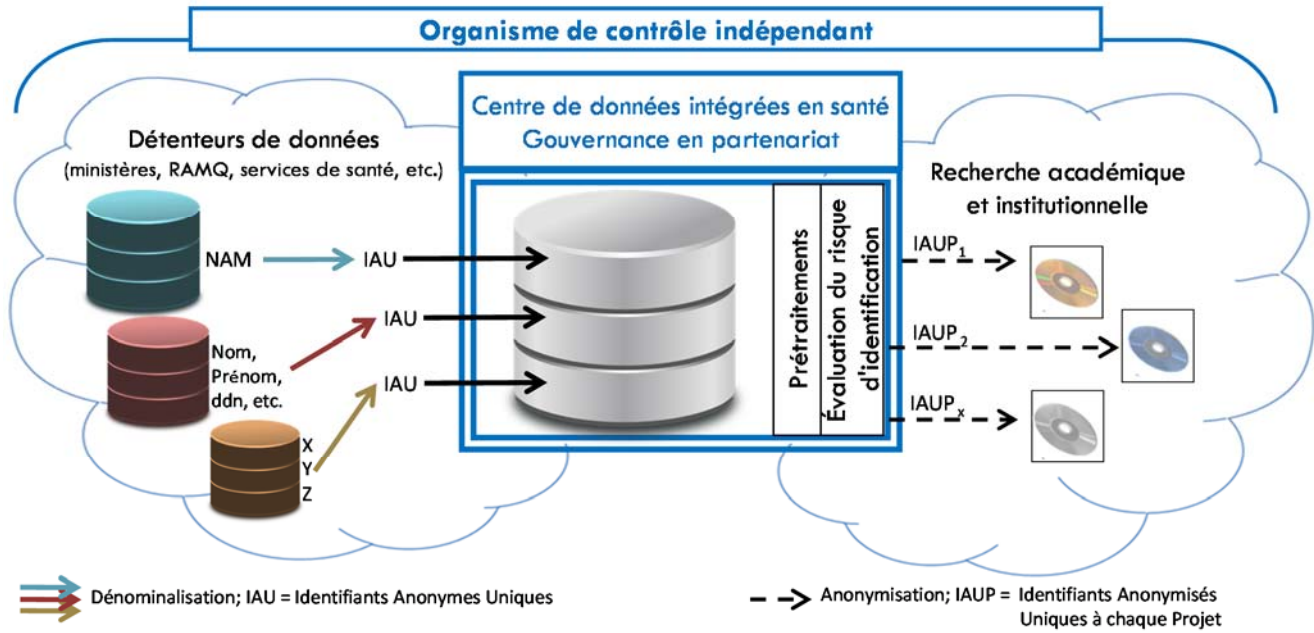 Organisme de contrôle indépendant
Centre de données intégrées en santé
Gouvernance en partenariat
Détenteurs de données
(ministères, RAMQ, services de santé, etc.)
NAM
IAU
Nom,
Prénom,
ddn, etc.
IAU
X
Y
Z
IAU
Prétraitements
Évaluation du risque
d'identification
Recherche académique
et institutionnelle
IAUP1
IAUP2
IAUPx
Dénominalisation; IAU = Identifiants Anonymes Uniques
Anonymisation; IAUP = Identifiants Anonymisés
Uniques à chaque Projet